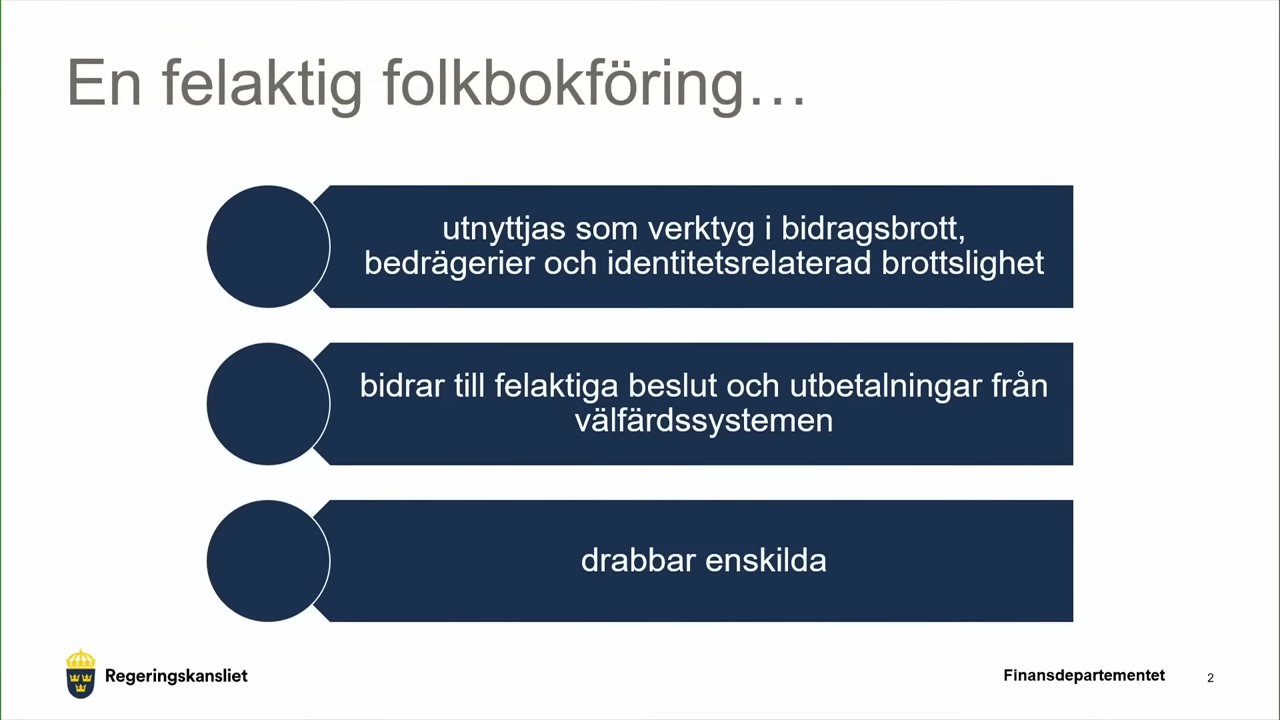 En felaktig folkbokföring…
utnyttjas som verktyg i bidragsbrott,
bedrägerier och identitetsrelaterad brottslighet
bidrar till felaktiga beslut och utbetalningar från
välfärdssystemen
drabbar enskilda
Regeringskansliet
Finansdepartementet
2